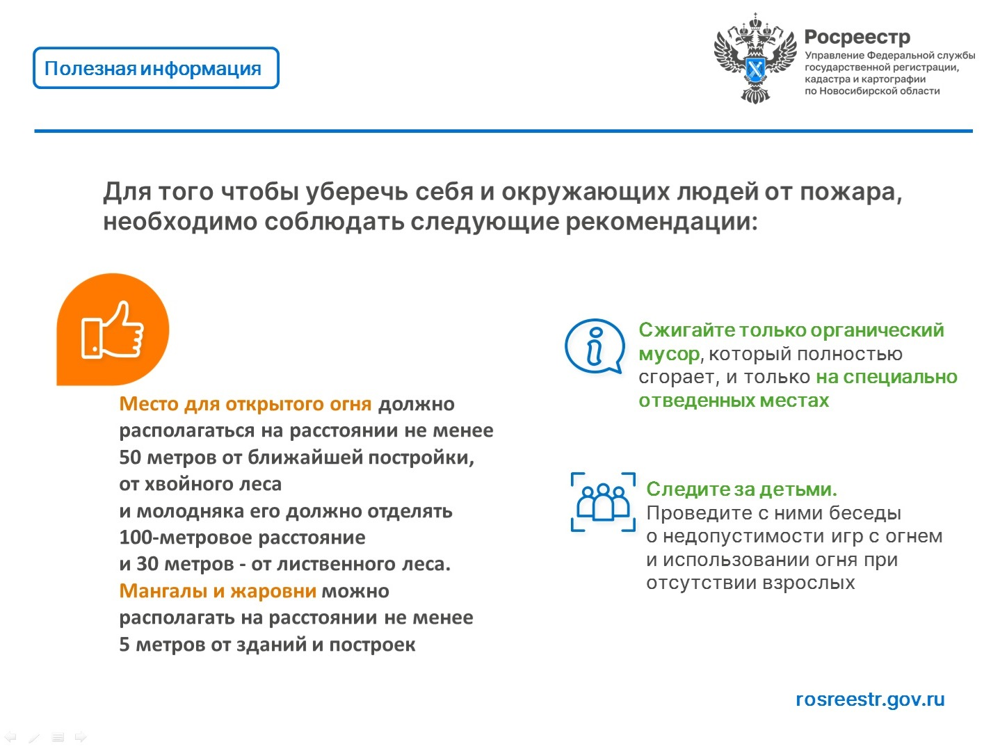 Полезная информация
Росреестр
Управление Федеральной службы
государственной регистрации,
кадастра и картографии
по Новосибирской области
Для того чтобы уберечь себя и окружающих людей от пожара,
необходимо соблюдать следующие рекомендации:
Место для открытого огня должно
располагаться на расстоянии не менее
50 метров от ближайшей постройки,
от хвойного леса
и молодняка его должно отделять
100-метровое расстояние
и 30 метров - от лиственного леса.
Мангалы и жаровни можно
располагать на расстоянии не менее
5 метров от зданий и построек
Сжигайте только органический
мусор, который полностью
сгорает, и только на специально
отведенных местах
Следите за детьми.
Проведите с ними беседы
о недопустимости игр с огнем
и использовании огня при
отсутствии взрослых
rosreestr.gov.ru